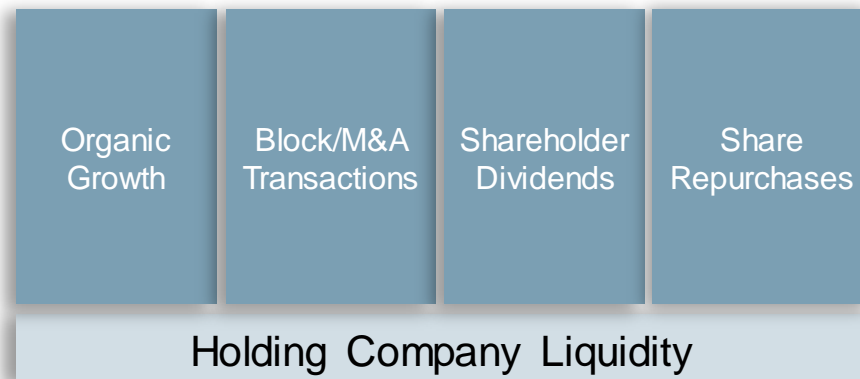 Organic
Growth
Block/M&A
Transactions
Shareholder
Dividends
Share
Repurchases
Holding Company Liquidity